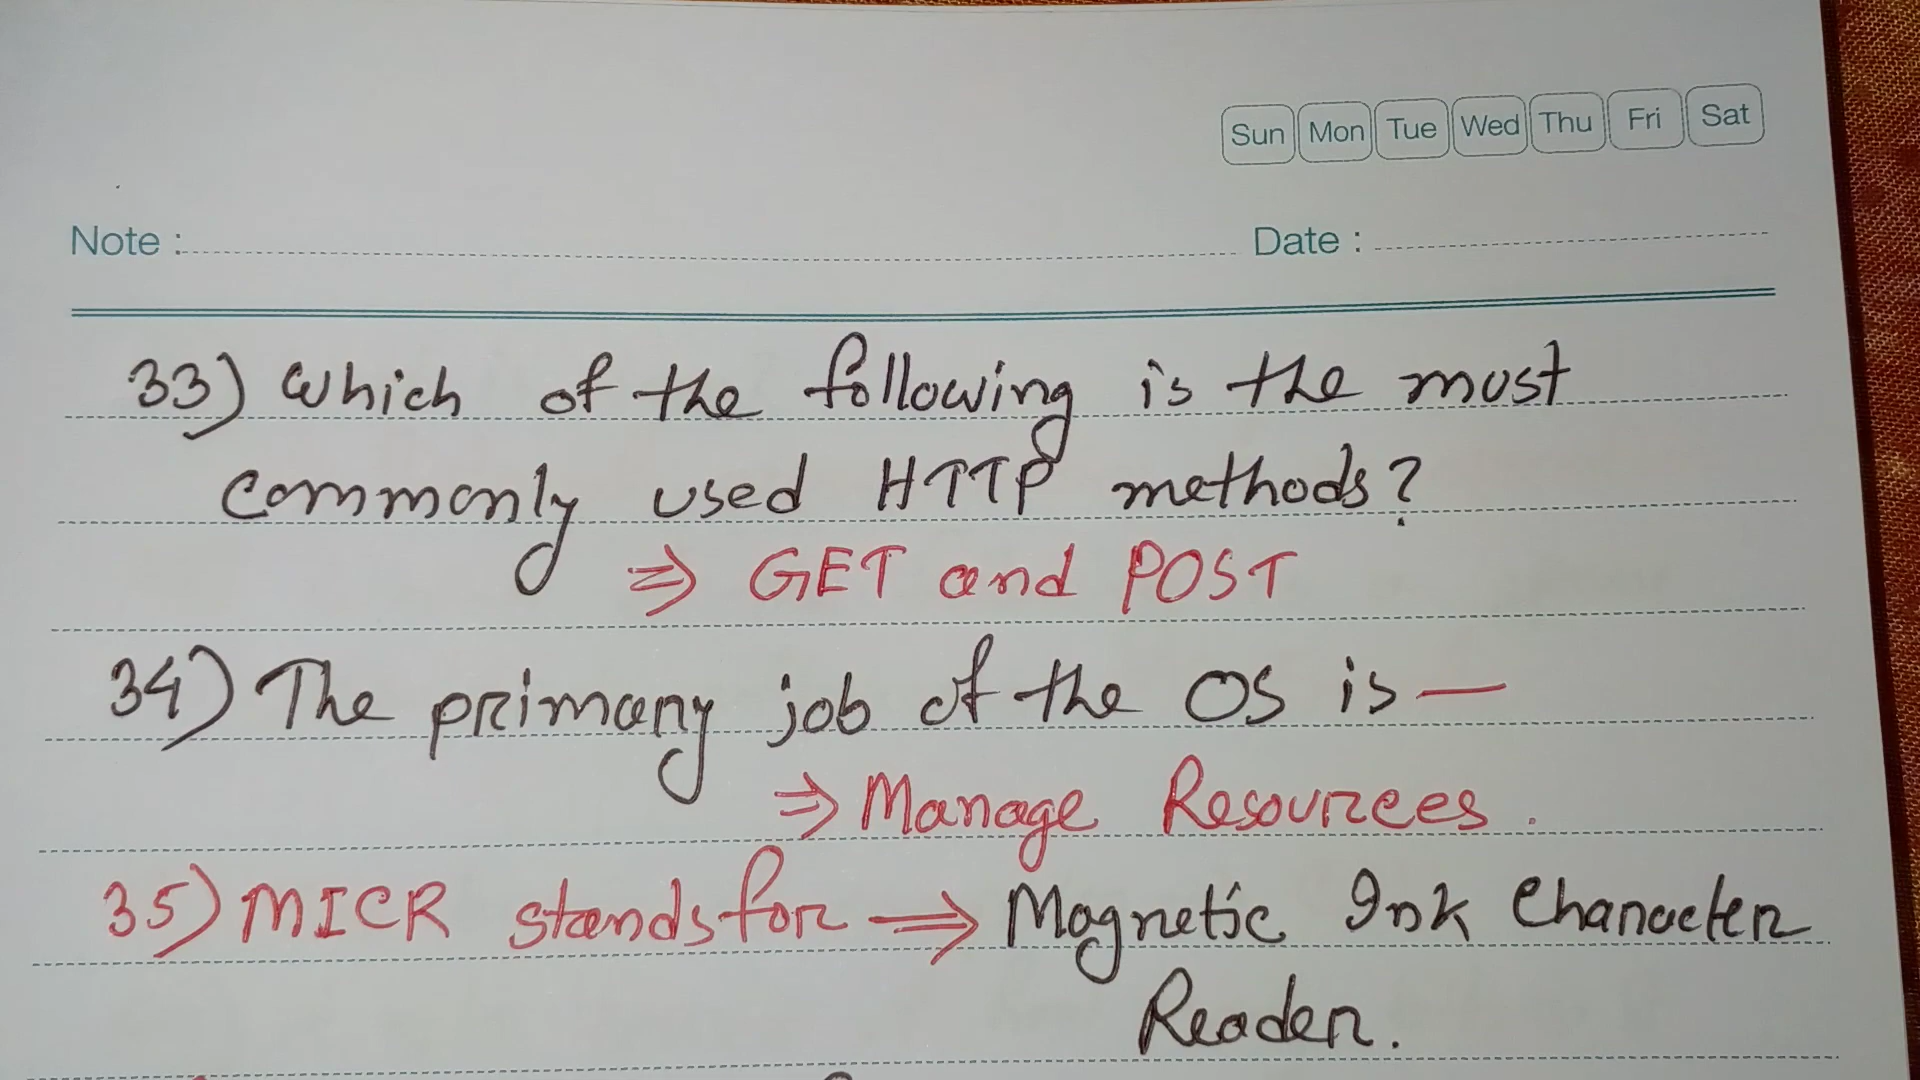 Sun Mon Tue Wed Thu Fri Sat
Note : Date :
33) Which of the following is the most
commonly used HTTP methods?
⇒ GET and POST
34) The primary job of the OS is —
⇒ Manage Resources.
35) MICR stands for ⇒ Magnetic Ink Character
Reader.